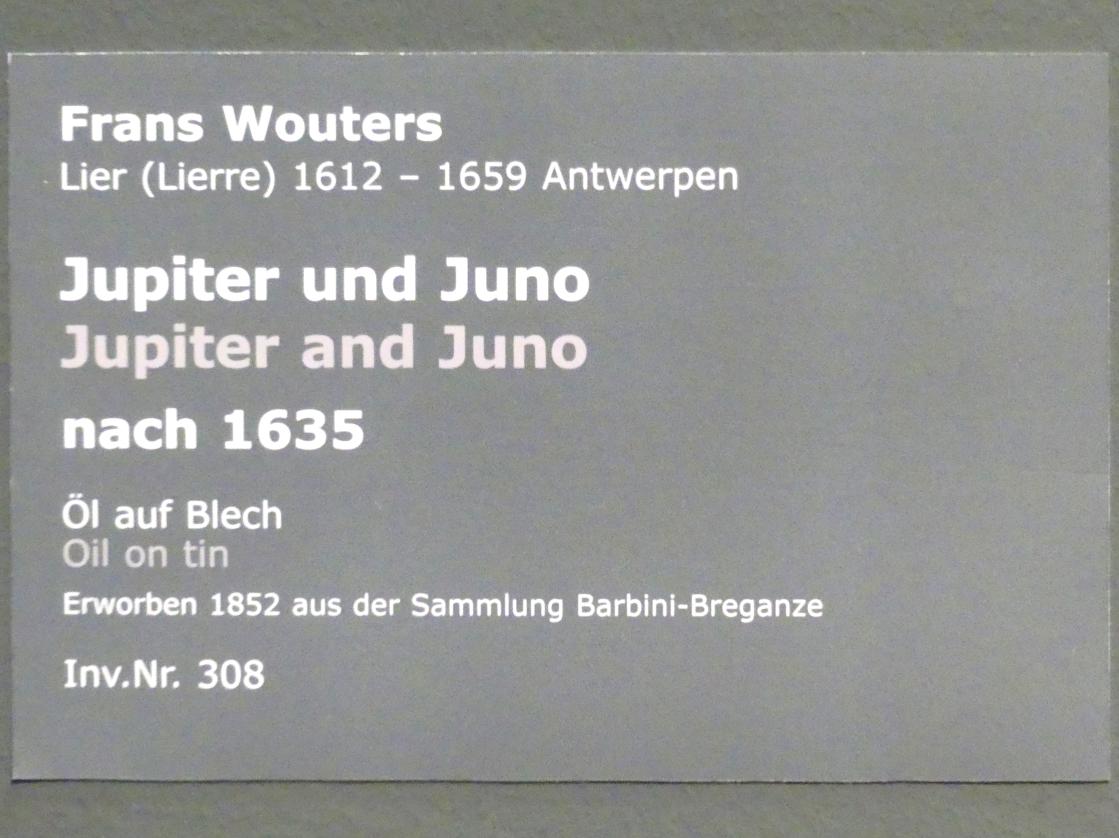 Frans Wouters
Lier (Lierre) 1612 – 1659 Antwerpen
Jupiter und Juno
Jupiter and Juno
nach 1635
Öl auf Blech
Oil on tin
Erworben 1852 aus der Sammlung Barbini-Breganze
Inv.Nr. 308